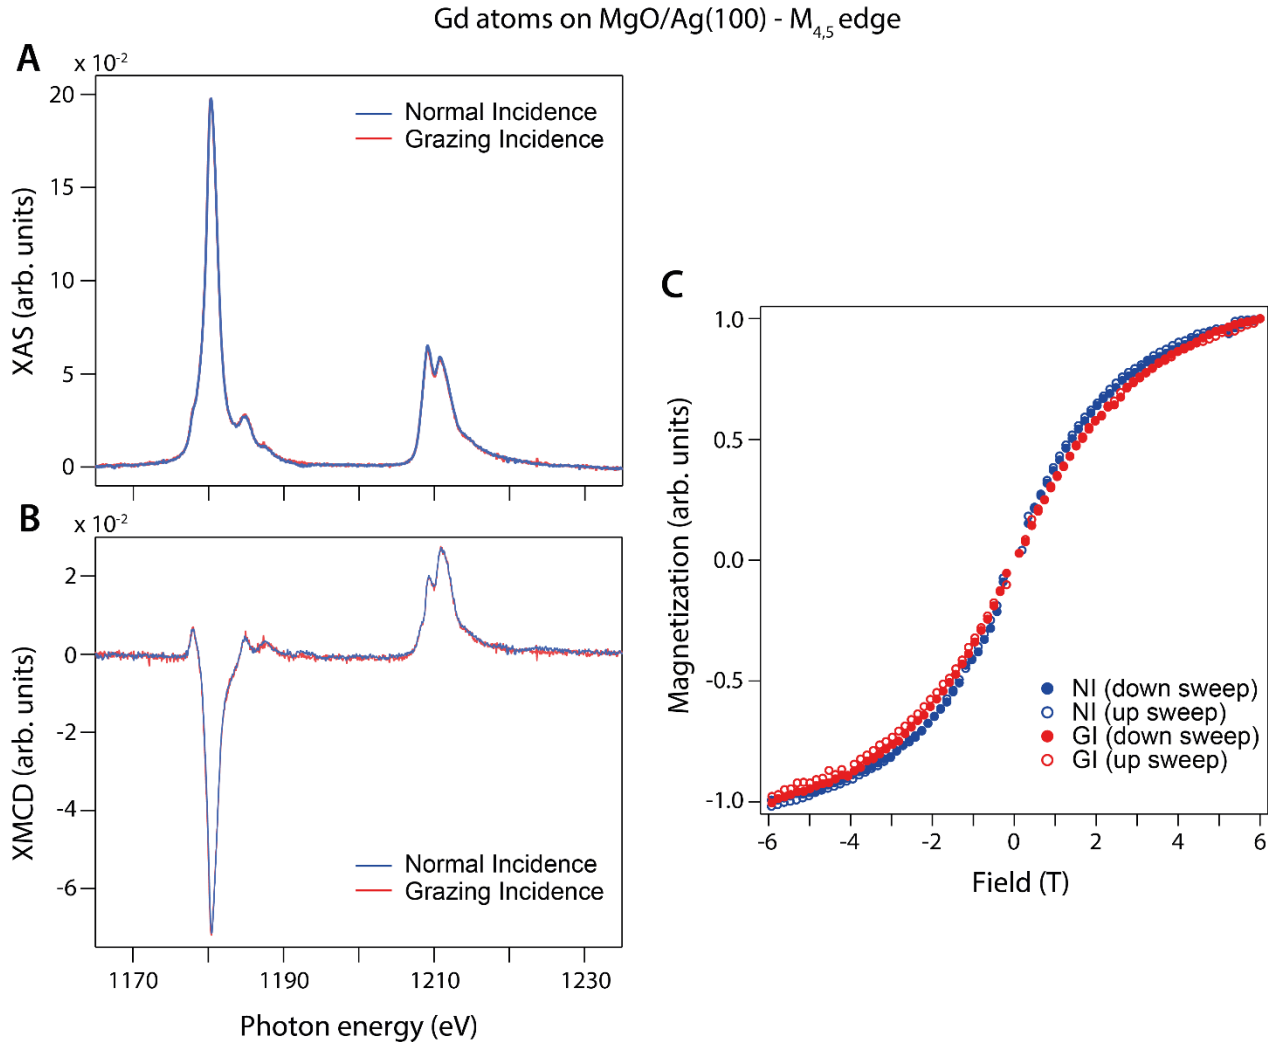 Gd atoms on MgO/Ag(100) - M4,5 edge
A
x 10-2
20
15
10
5
0
XAS (arb. units)
Normal Incidence
Grazing Incidence
B
x 10-2
2
0
-2
-4
-6
XMCD (arb. units)
Normal Incidence
Grazing Incidence
1170
1190
1210
1230
Photon energy (eV)
C
1.0
0.5
0.0
-0.5
-1.0
Magnetization (arb. units)
NI (down sweep)
NI (up sweep)
GI (down sweep)
GI (up sweep)
-6
-4
-2
0
2
4
6
Field (T)